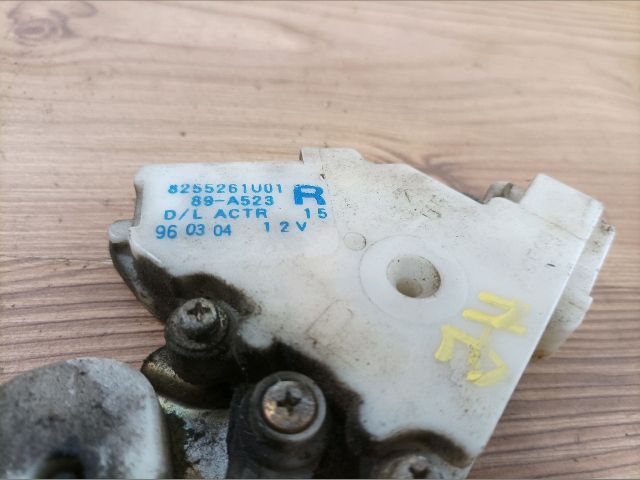 8255261U01 R
89-A523
D/L ACTR 15
96 03 04 12V